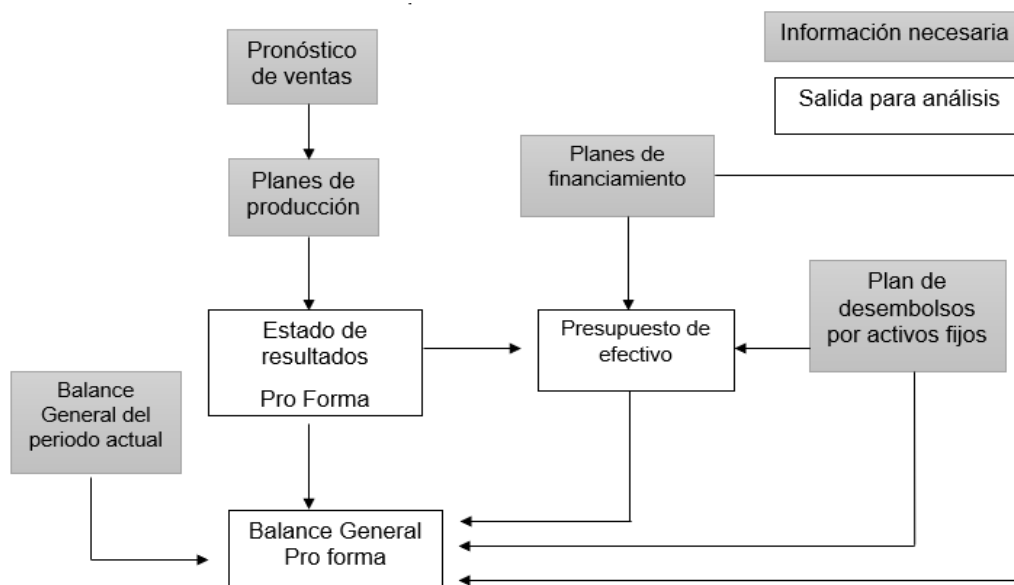 Pronóstico
de ventas
Información necesaria
Salida para análisis
Planes de
producción
Planes de
financiamiento
Plan de
desembolsos
por activos fijos
Estado de
resultados
Pro Forma
Presupuesto de
efectivo
Balance
General del
periodo actual
Balance General
Pro forma